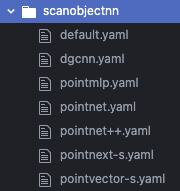 scanobjectnn
default.yaml
dgcnn.yaml
pointmlp.yaml
pointnet.yaml
pointnet++.yaml
pointnext-s.yaml
pointvector-s.yaml